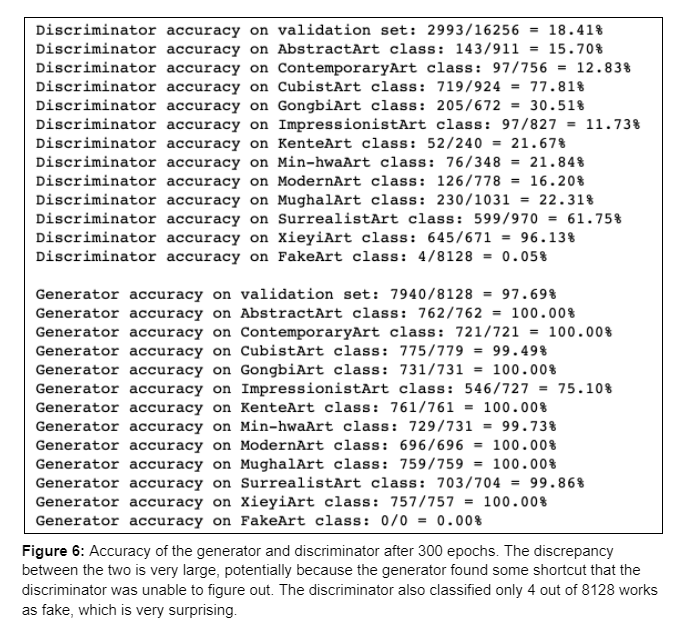 Discriminator accuracy on validation set: 2993/16256 = 18.41%
Discriminator accuracy on AbstractArt class: 143/911 = 15.70%
Discriminator accuracy on ContemporaryArt class: 97/756 = 12.83%
Discriminator accuracy on CubistArt class: 719/924 = 77.81%
Discriminator accuracy on GongbiArt class: 205/672 = 30.51%
Discriminator accuracy on ImpressionistArt class: 97/827 = 11.73%
Discriminator accuracy on KenteArt class: 52/240 = 21.67%
Discriminator accuracy on Min-hwaArt class: 76/348 = 21.84%
Discriminator accuracy on ModernArt class: 126/778 = 16.20%
Discriminator accuracy on MughalArt class: 230/1031 = 22.31%
Discriminator accuracy on SurrealistArt class: 599/970 = 61.75%
Discriminator accuracy on XieyiArt class: 645/671 = 96.13%
Discriminator accuracy on FakeArt class: 4/8128 = 0.05%
Generator accuracy on validation set: 7940/8128 = 97.69%
Generator accuracy on AbstractArt class: 762/762 = 100.00%
Generator accuracy on ContemporaryArt class: 721/721 = 100.00%
Generator accuracy on CubistArt class: 775/779 = 99.49%
Generator accuracy on GongbiArt class: 731/731 = 100.00%
Generator accuracy on ImpressionistArt class: 546/727 = 75.10%
Generator accuracy on KenteArt class: 761/761 = 100.00%
Generator accuracy on Min-hwaArt class: 729/731 = 99.73%
Generator accuracy on ModernArt class: 696/696 = 100.00%
Generator accuracy on MughalArt class: 759/759 = 100.00%
Generator accuracy on SurrealistArt class: 703/704 = 99.86%
Generator accuracy on XieyiArt class: 757/757 = 100.00%
Generator accuracy on FakeArt class: 0/0 = 0.00%
Figure 6: Accuracy of the generator and discriminator after 300 epochs. The discrepancy
between the two is very large, potentially because the generator found some shortcut that the
discriminator was unable to figure out. The discriminator also classified only 4 out of 8128 works
as fake, which is very surprising.